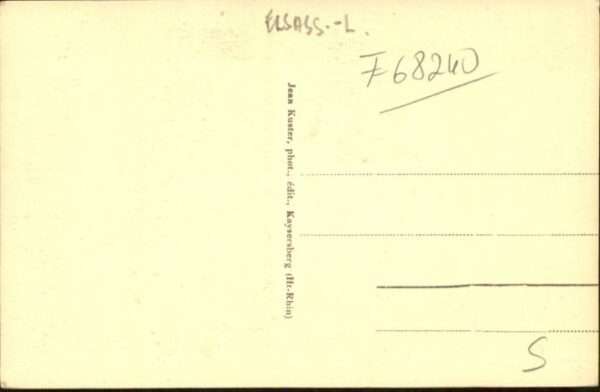 ELSASS.-L.
F68240
Jean Kuster, phot., édit., Kaysersberg (Ht-Rhin)
S